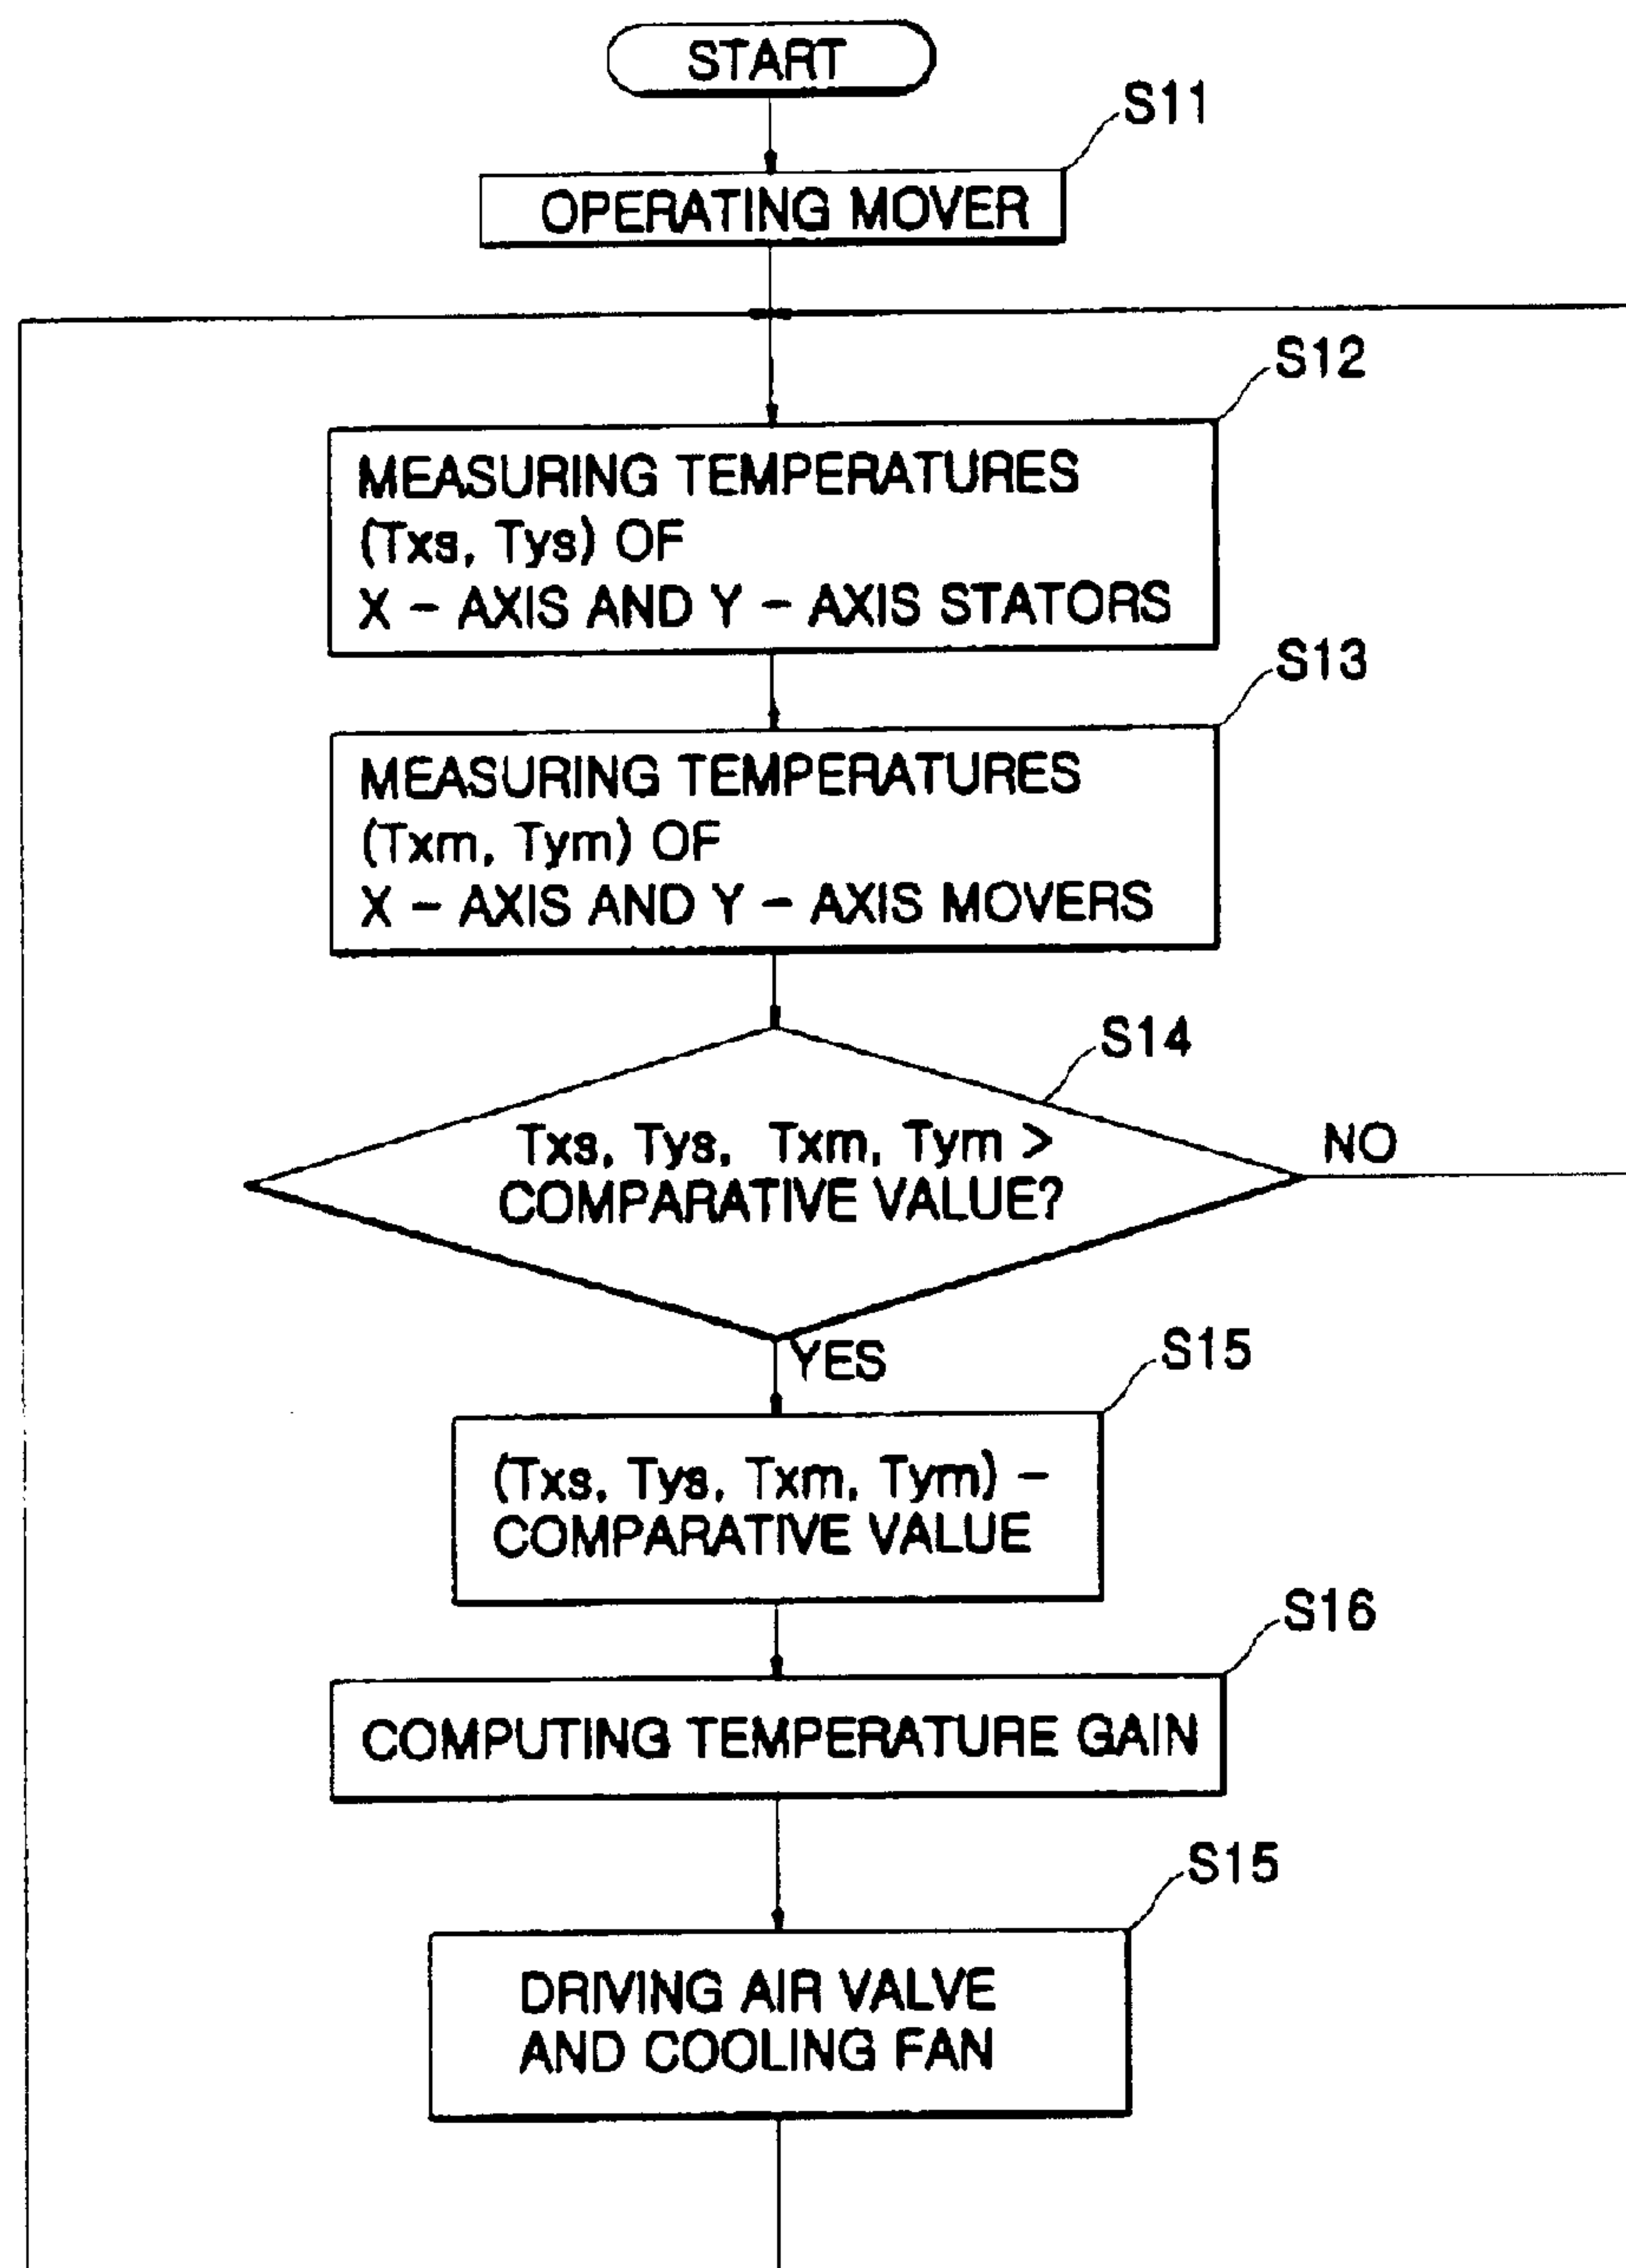 START
S11
OPERATING MOVER
S12
MEASURING TEMPERATURES
(Txs, Tys) OF
X – AXIS AND Y – AXIS STATORS
S13
MEASURING TEMPERATURES
(Txm, Tym) OF
X – AXIS AND Y – AXIS MOVERS
S14
Txs, Tys, Txm, Tym >
COMPARATIVE VALUE?
NO
YES
S15
(Txs, Tys, Txm, Tym) –
COMPARATIVE VALUE
S16
COMPUTING TEMPERATURE GAIN
S15
DRIVING AIR VALVE
AND COOLING FAN